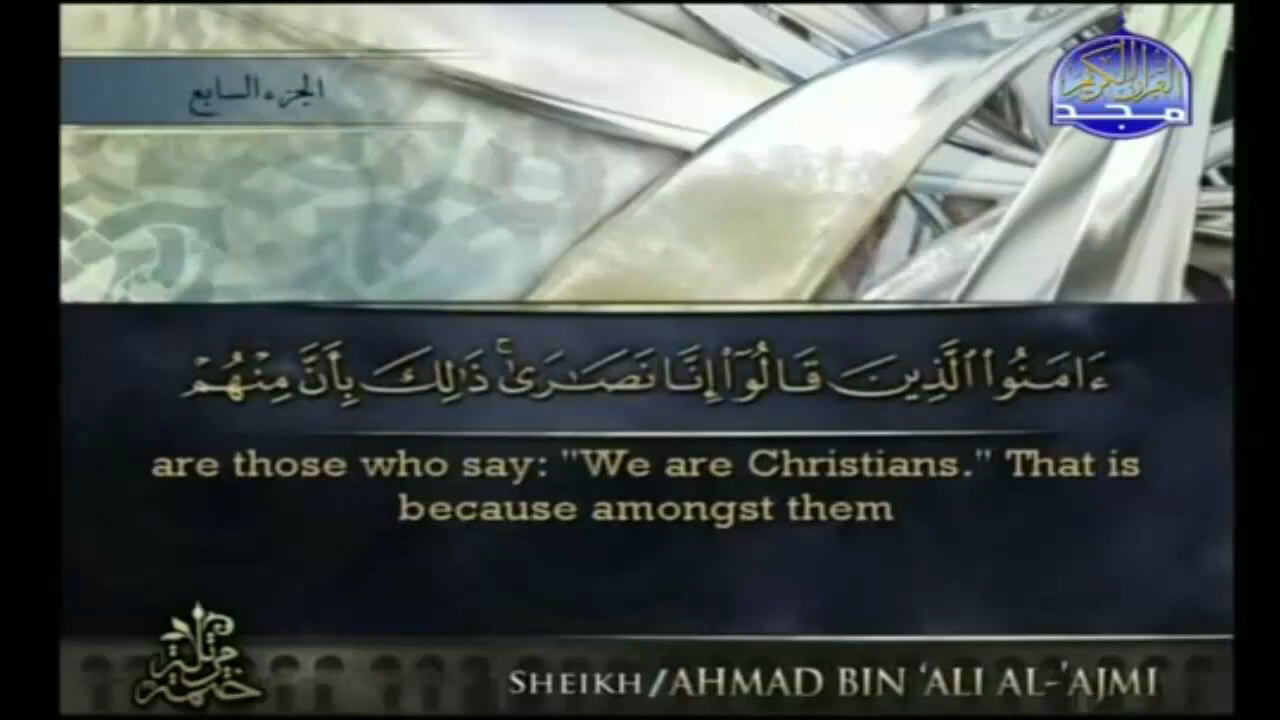 الجزء السابع
القرآن الكريم
مجد
ءَامَنُوا۟ ٱلَّذِينَ قَالُوٓا۟ إِنَّا نَصَـٰرَىٰ ۚ ذَٰلِكَ بِأَنَّ مِنْهُمْ
are those who say: "We are Christians." That is
because amongst them
ختمة مرتلة
SHEIKH/AHMAD BIN 'ALI AL-'AJMI